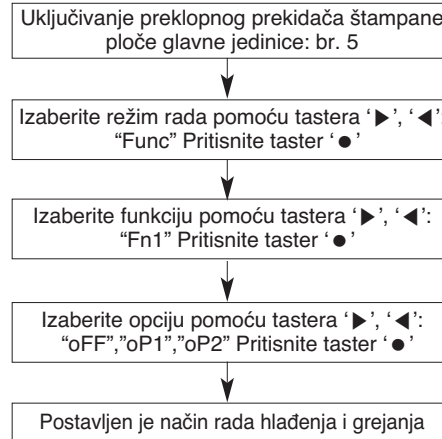 Uključivanje preklopnog prekidača štampane
ploče glavne jedinice: br. 5
Izaberite režim rada pomoću tastera ‘▶’, ‘◀’:
“Func” Pritisnite taster ‘●’
Izaberite funkciju pomoću tastera ‘▶’, ‘◀’:
“Fn1” Pritisnite taster ‘●’
Izaberite opciju pomoću tastera ‘▶’, ‘◀’:
“oFF”,”oP1”,”oP2” Pritisnite taster ‘●’
Postavljen je način rada hlađenja i grejanja